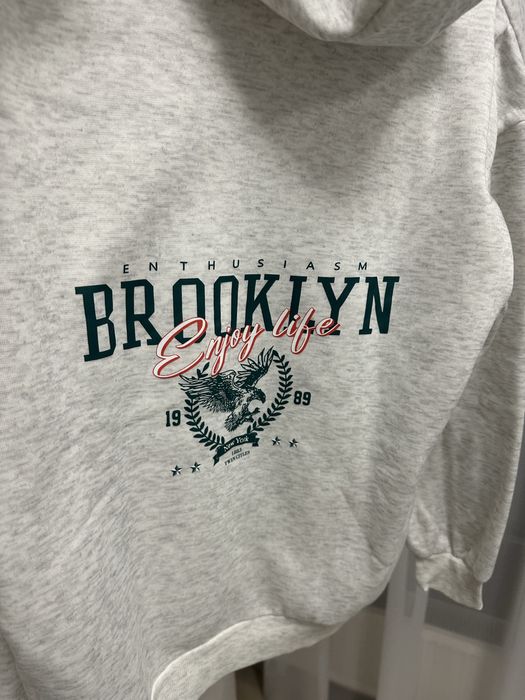 ENTHUSIASM
BROOKLYN
Enjoy life
19 89
New York